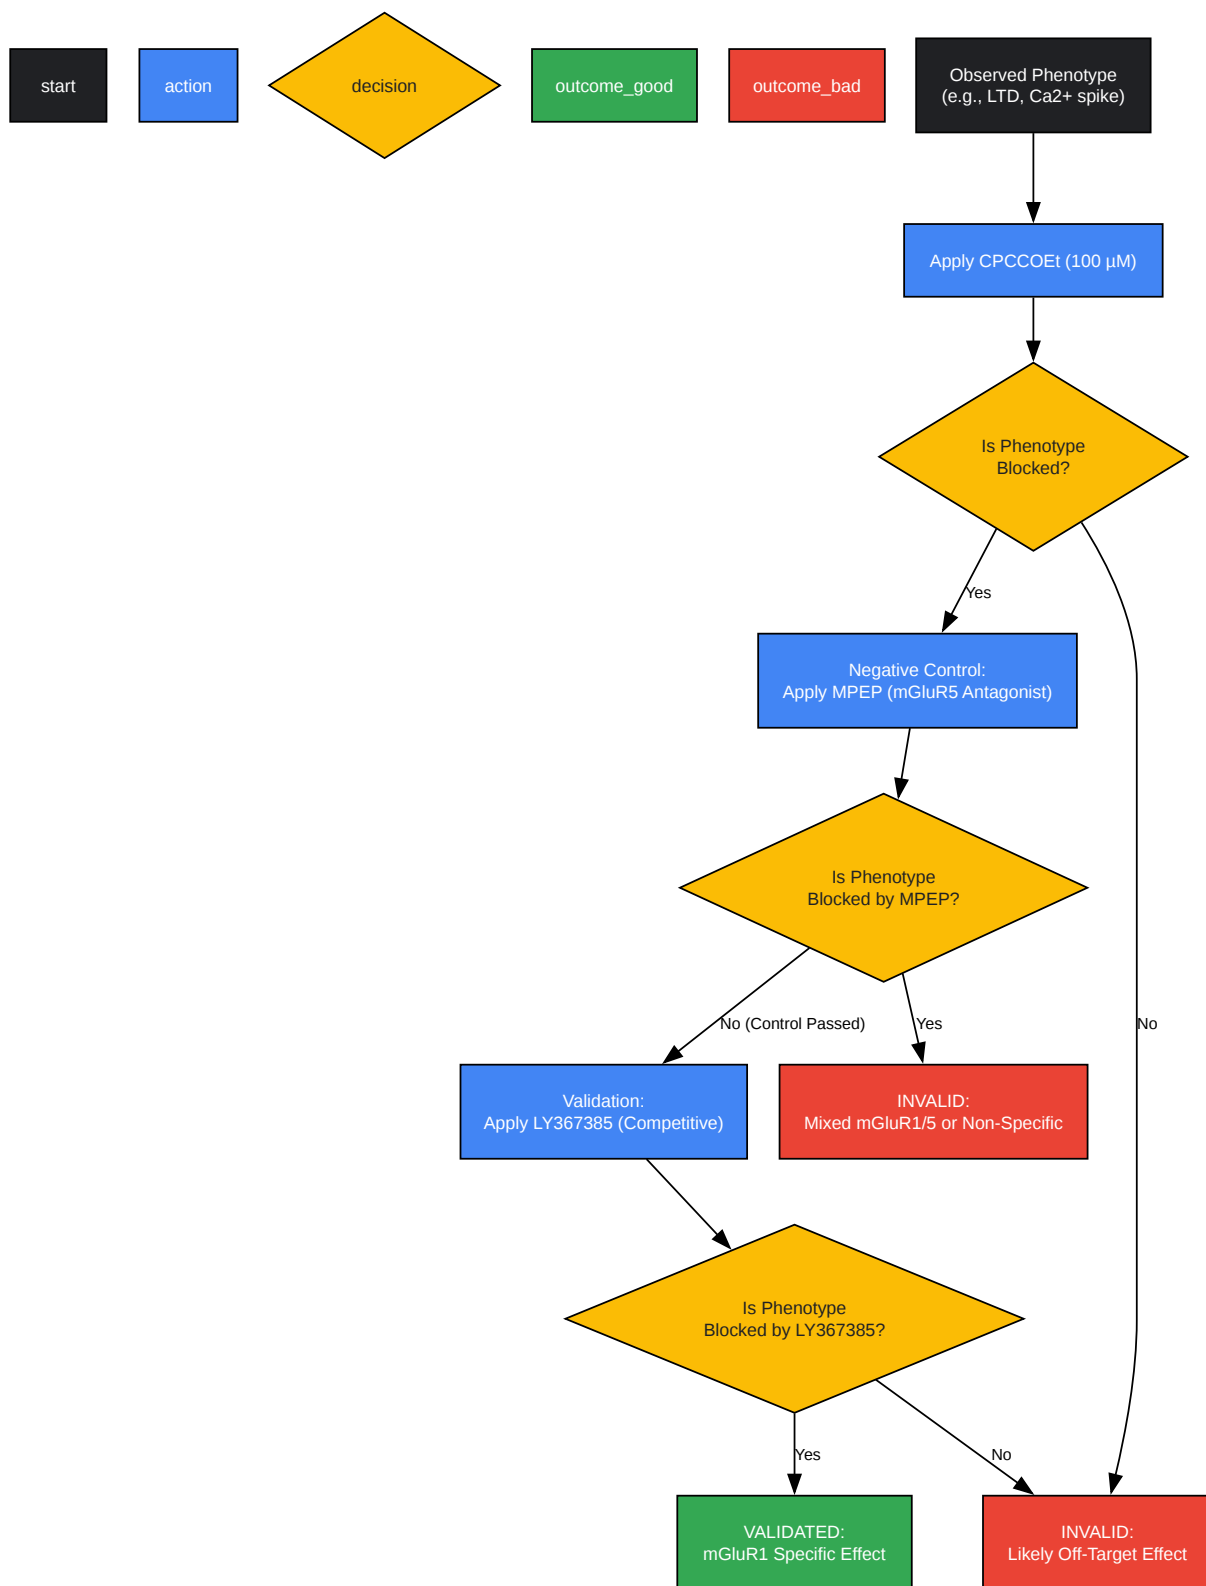 start
action
decision
outcome_good
outcome_bad
Observed Phenotype
(e.g., LTD, Ca2+ spike)
Apply CPCCOEt (100 µM)
Is Phenotype
Blocked?
Yes
Negative Control:
Apply MPEP (mGluR5 Antagonist)
Is Phenotype
Blocked by MPEP?
No (Control Passed)
Yes
No
Validation:
Apply LY367385 (Competitive)
INVALID:
Mixed mGluR1/5 or Non-Specific
Is Phenotype
Blocked by LY367385?
Yes
No
VALIDATED:
mGluR1 Specific Effect
INVALID:
Likely Off-Target Effect